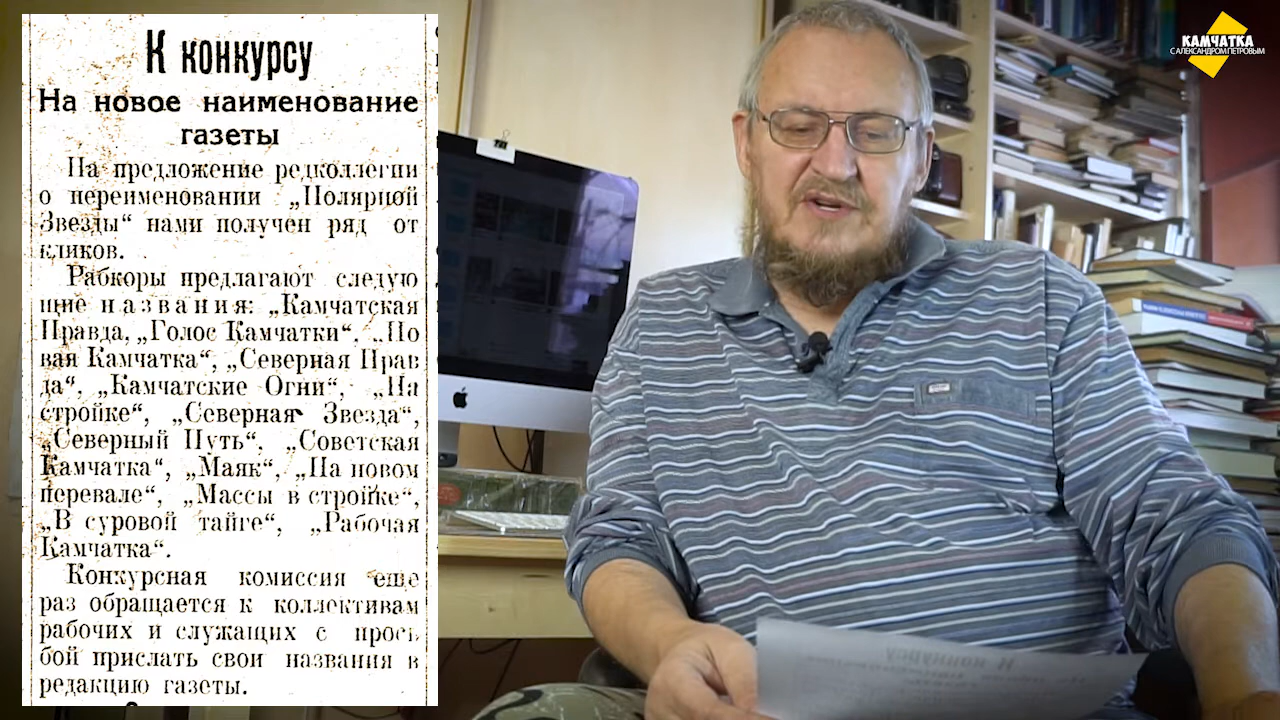 К конкурсу
На новое наименование
газеты
На предложение редколлегии
о переименовании „Полярной
Звезды“ нами получен ряд от
кликов.
Рабкоры предлагают следую
щие названия: „Камчатская
Правда, „Голос Камчатки“, „Но
вая Камчатка“, „Северная Прав
да“, „Камчатские Огни“, „На
стройке“, „Северная Звезда“,
„Северный Путь“, „Советская
Камчатка“, „Маяк“, „На новом
перевале“, „Массы в стройке“,
„В суровой тайге“, „Рабочая
Камчатка“.
Конкурсная комиссия еще
раз обращается к коллективам
рабочих и служащих с прось
бой прислать свои названия в
редакцию газеты.
КАМЧАТКА
С АЛЕКСАНДРОМ ПЕТРОВЫМ